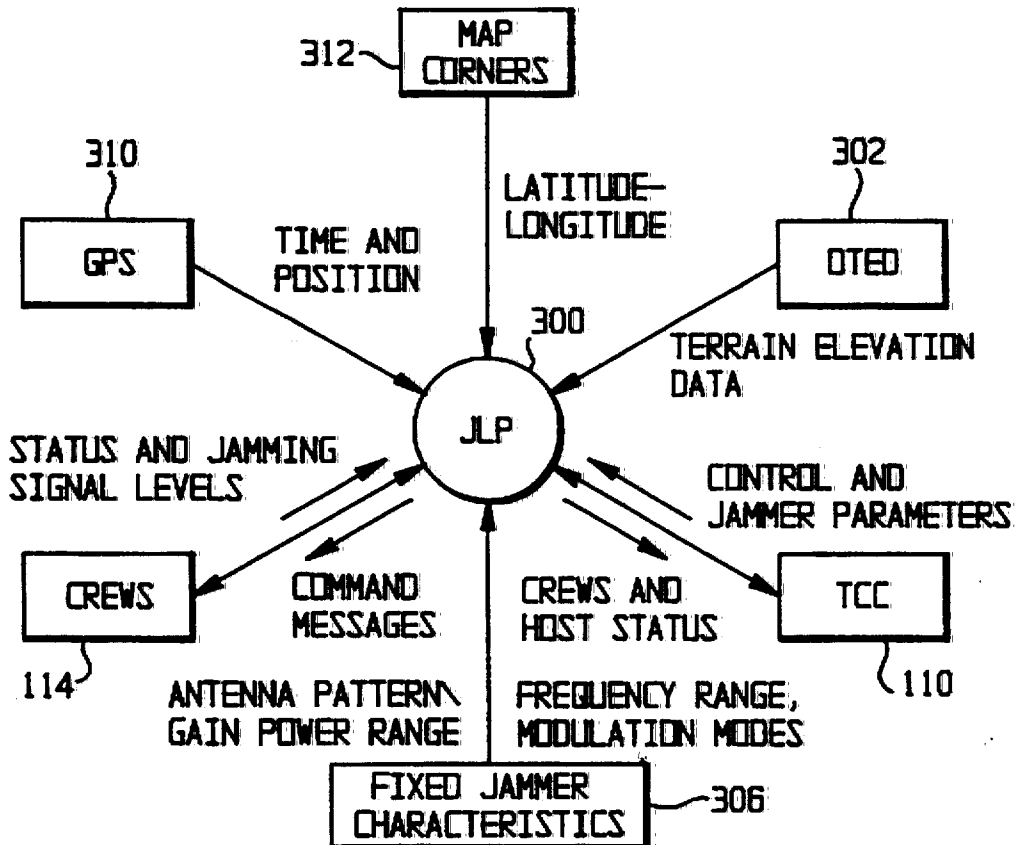 MAP
CORNERS
312
310
302
GPS
TIME AND
POSITION
LATITUDE-
LONGITUDE
DTED
300
TERRAIN ELEVATION
DATA
JLP
STATUS AND JAMMING
SIGNAL LEVELS
CONTROL AND
JAMMER PARAMETERS
CREWS
COMMAND
MESSAGES
CREWS AND
HOST STATUS
TCC
114
110
ANTENNA PATTERN\
GAIN POWER RANGE
FREQUENCY RANGE,
MODULATION MODES
FIXED JAMMER
CHARACTERISTICS
306